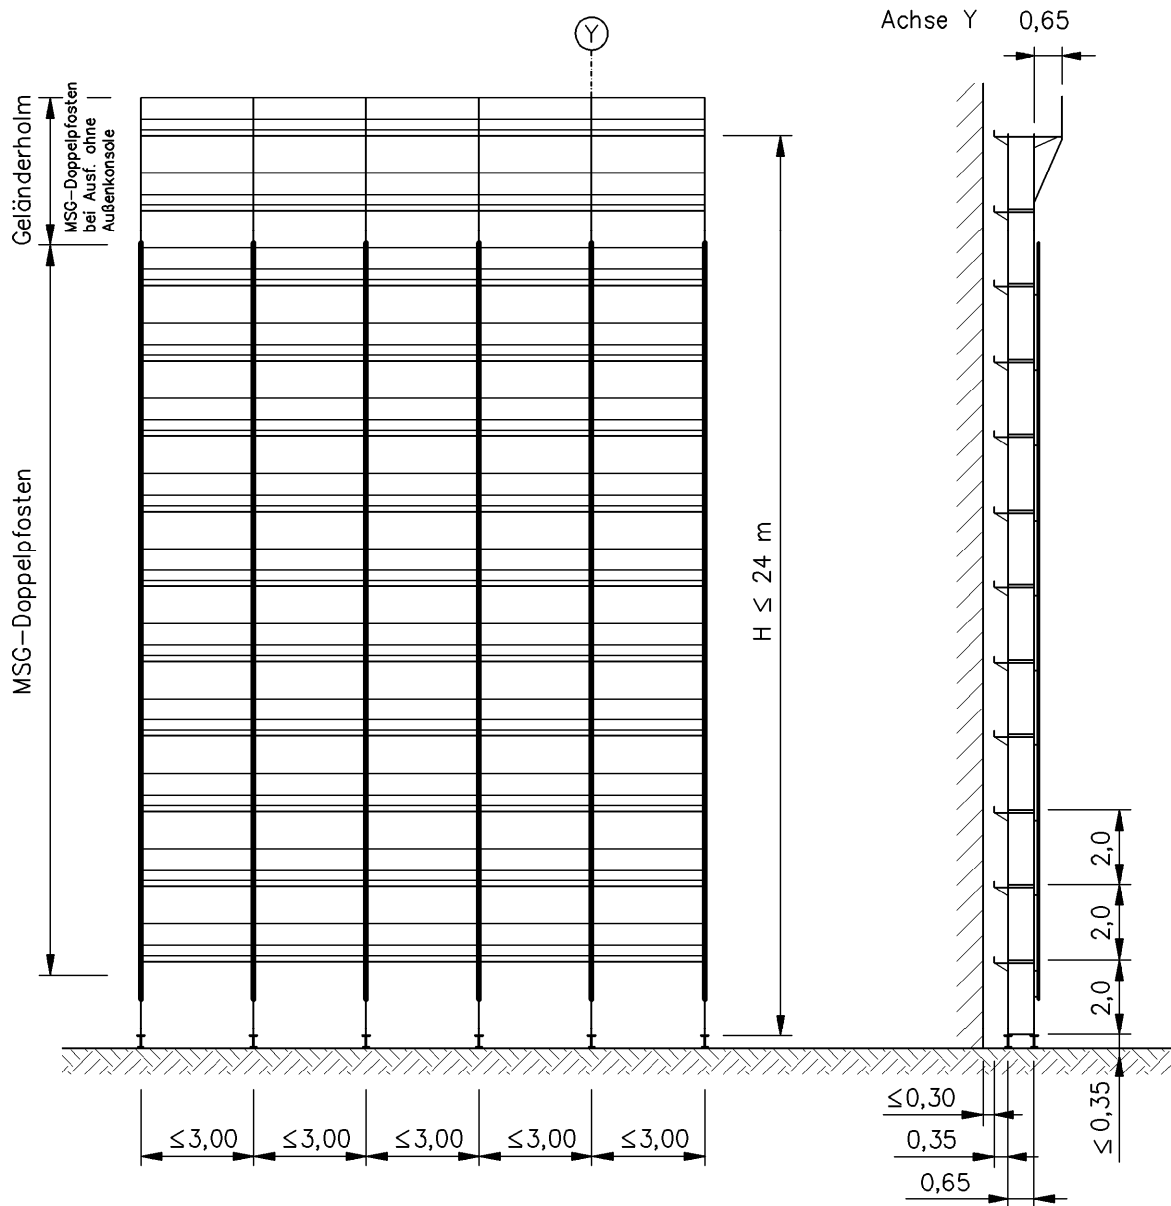 Achse Y
0,65
Y
Geländerholm
MSG-Doppelpfosten
bei Ausf. ohne
Außenkonsole
MSG-Doppelpfosten
H ≤ 24 m
2,0
2,0
2,0
≤0,35
≤0,30
0,35
0,65
≤3,00
≤3,00
≤3,00
≤3,00
≤3,00